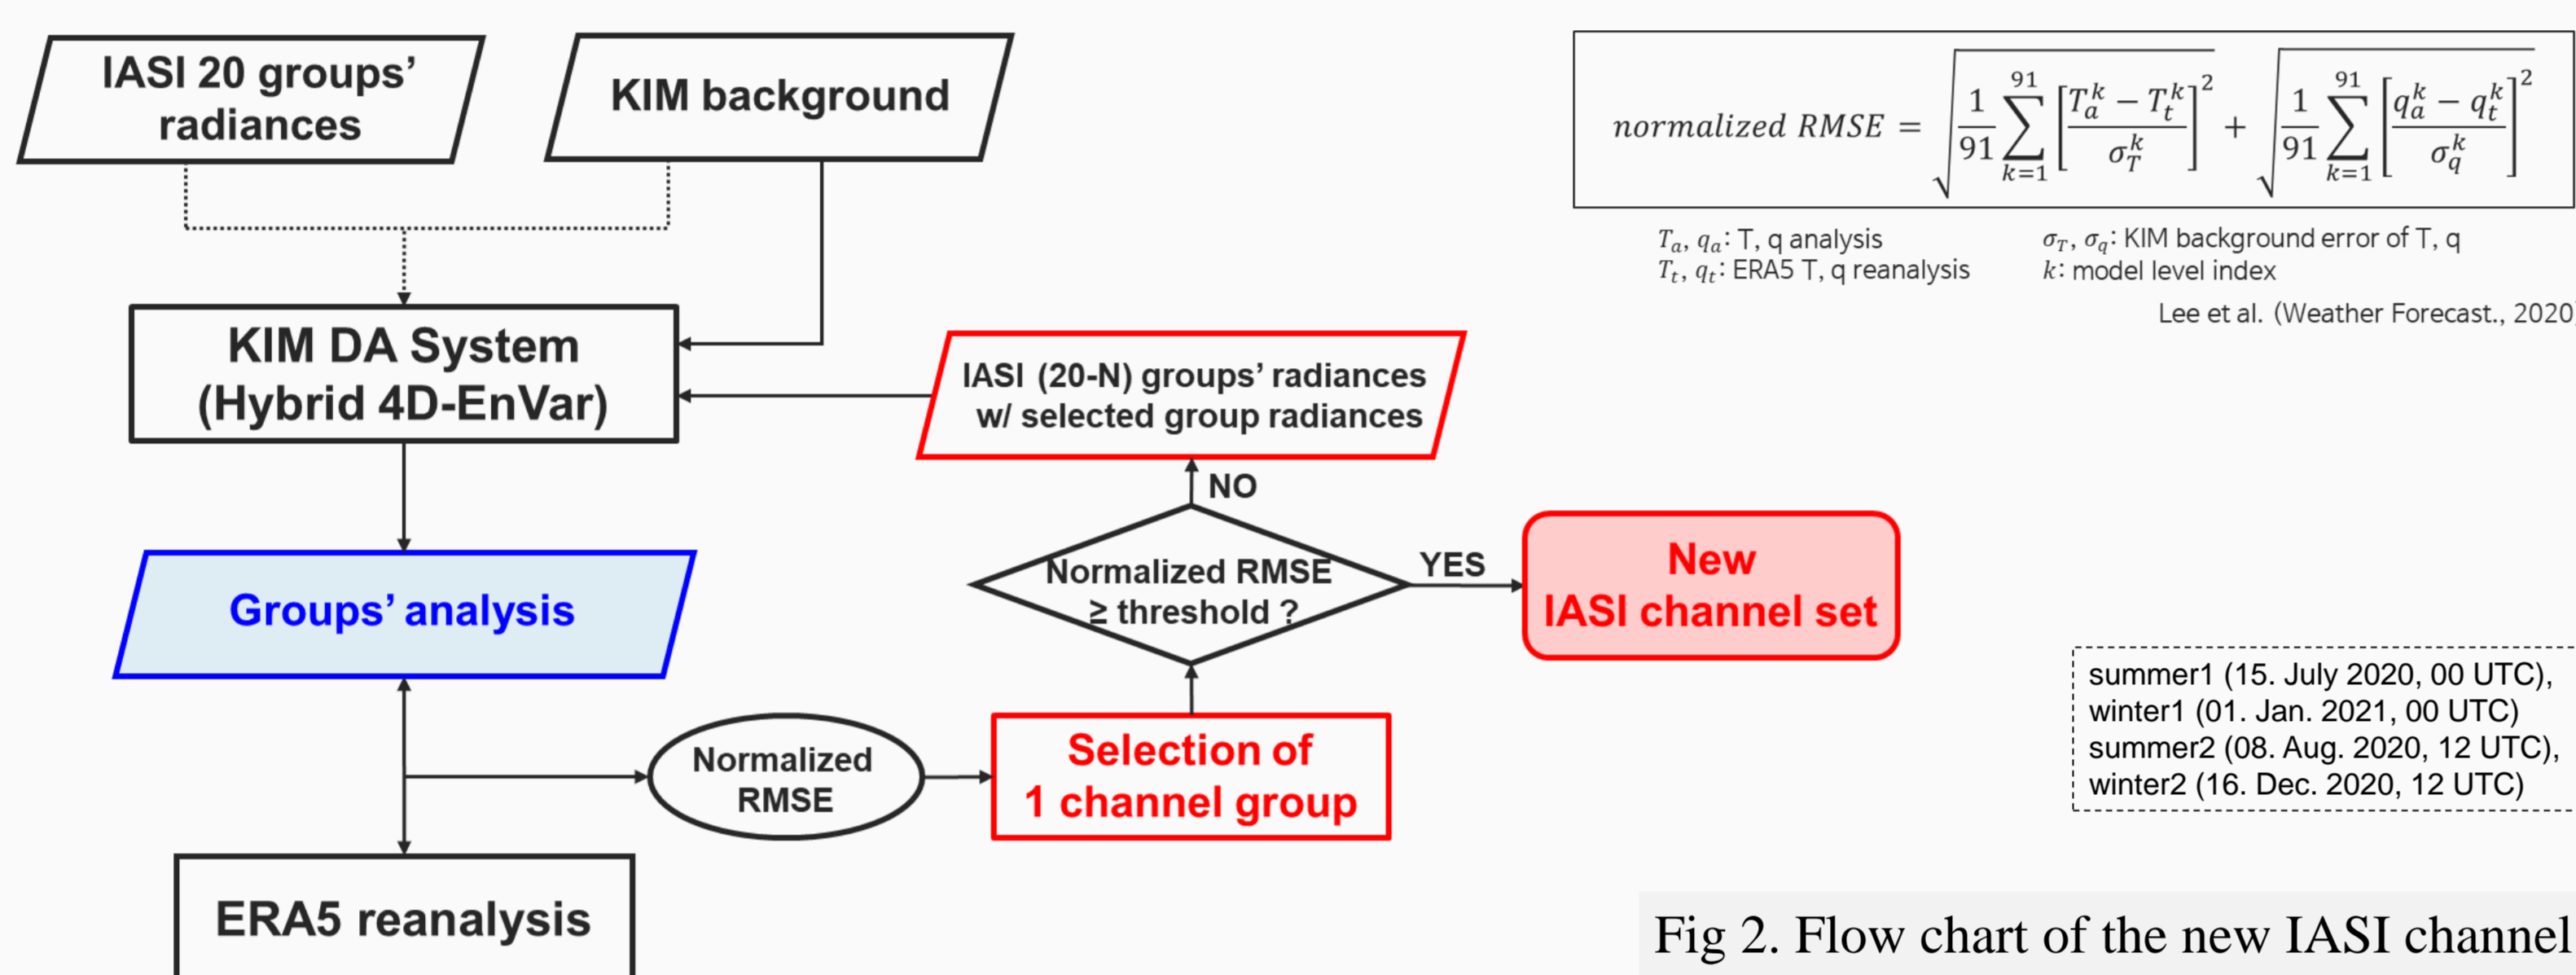 IASI 20 groups’
radiances
KIM background
KIM DA System
(Hybrid 4D-EnVar)
IASI (20-N) groups’ radiances
w/ selected group radiances
NO
Normalized RMSE
≥ threshold ?
YES
New
IASI channel set
Groups’ analysis
Normalized
RMSE
Selection of
1 channel group
ERA5 reanalysis
normalized RMSE = √(1/91 ∑_{k=1}^{91} [(T_a^k − T_t^k)/σ_T^k]^2) + √(1/91 ∑_{k=1}^{91} [(q_a^k − q_t^k)/σ_q^k]^2)
T_a, q_a: T, q analysis
T_t, q_t: ERA5 T, q reanalysis
σ_T, σ_q: KIM background error of T, q
k: model level index
Lee et al. (Weather Forecast., 2020)
summer1 (15. July 2020, 00 UTC),
winter1 (01. Jan. 2021, 00 UTC)
summer2 (08. Aug. 2020, 12 UTC),
winter2 (16. Dec. 2020, 12 UTC)
Fig 2. Flow chart of the new IASI channel